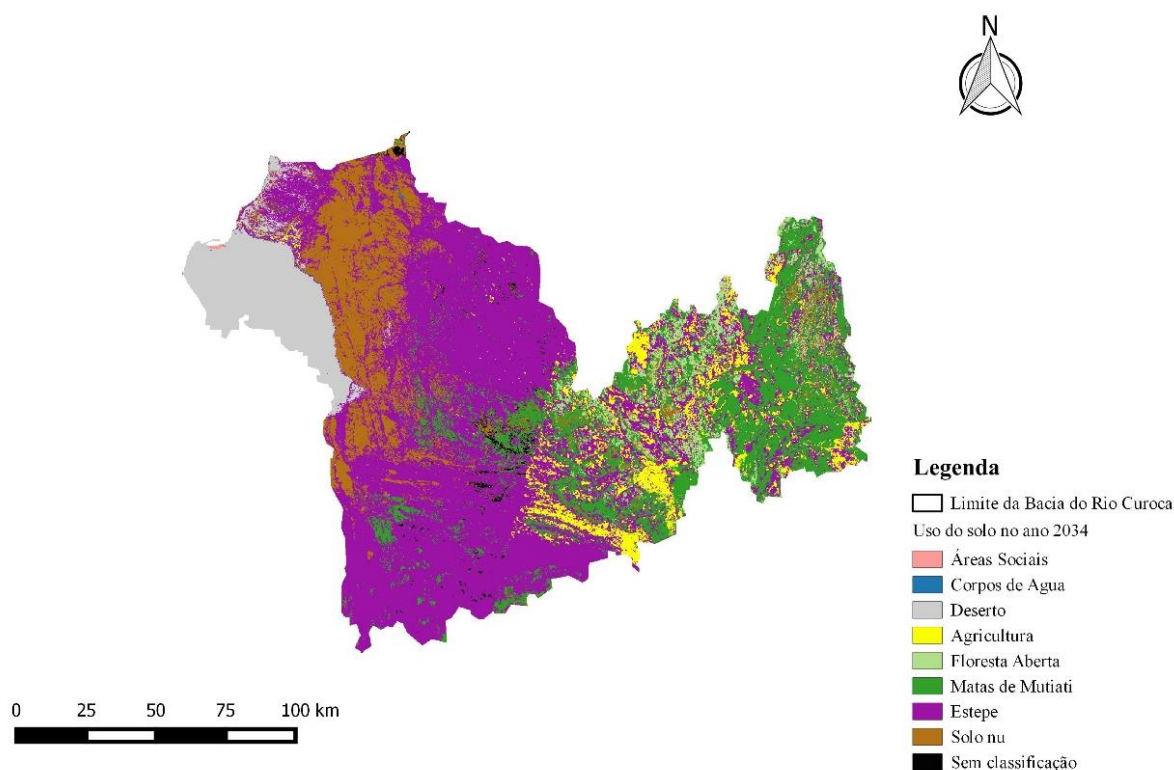 N
Legenda
Limite da Bacia do Rio Curoca
Uso do solo no ano 2034
Áreas Sociais
Corpos de Agua
Deserto
Agricultura
Floresta Aberta
Matas de Mutiati
Estepe
Solo nu
Sem classificação
0 25 50 75 100 km